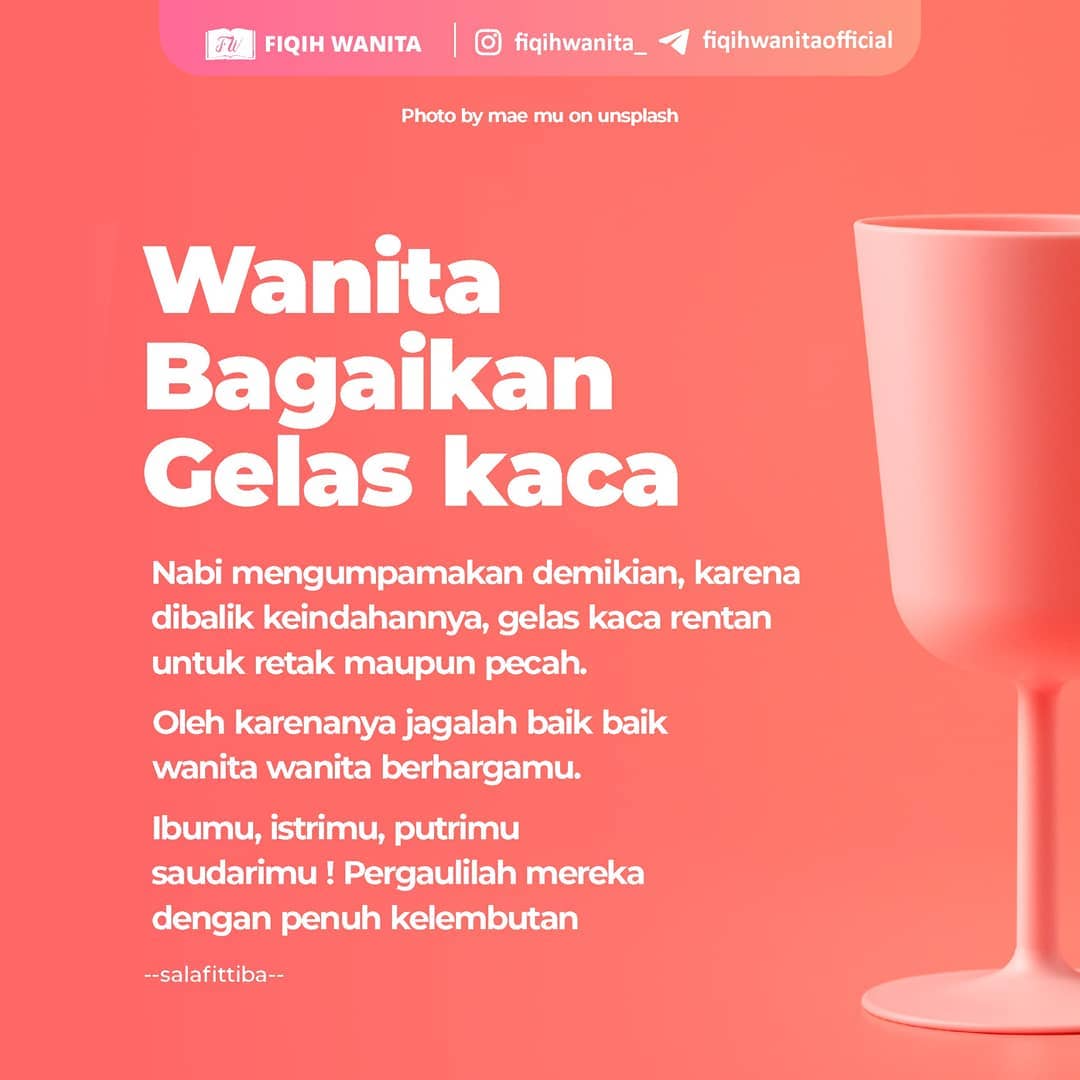 FW FIQIH WANITA fiqihwanita_ fiqihwanitaofficial
Photo by mae mu on unsplash
Wanita
Bagaikan
Gelas kaca
Nabi mengumpamakan demikian, karena
dibalik keindahannya, gelas kaca rentan
untuk retak maupun pecah.
Oleh karenanya jagalah baik baik
wanita wanita berhargamu.
Ibumu, istrimu, putrimu
saudarimu ! Pergaulilah mereka
dengan penuh kelembutan
--salafittiba--